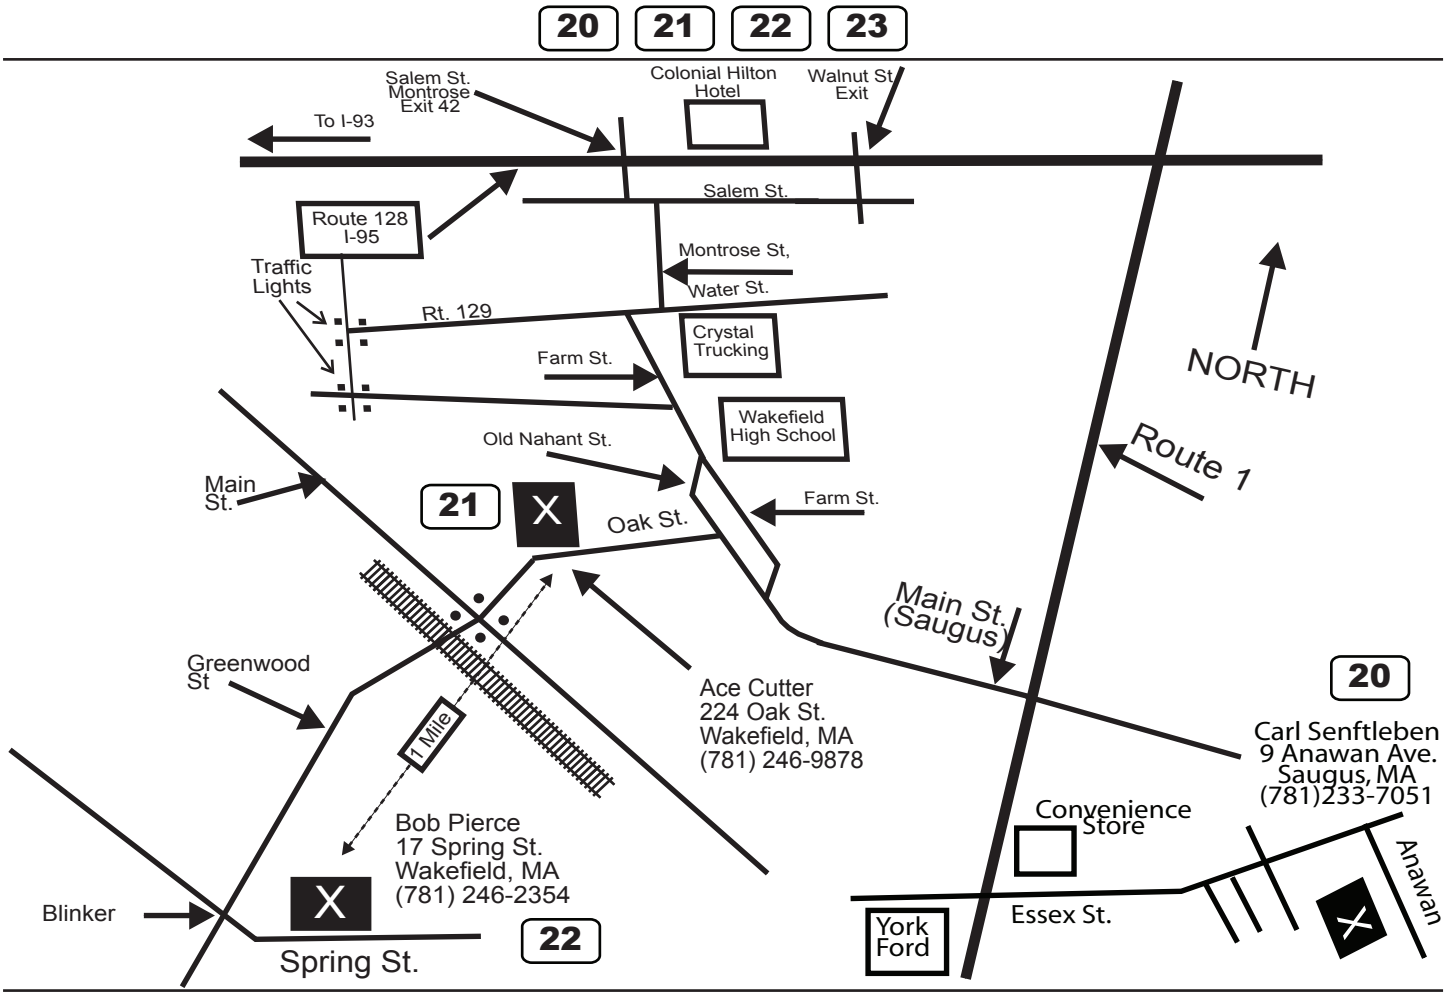 20 21 22 23
Salem St.
Montrose
Exit 42
Colonial Hilton
Hotel
Walnut St
Exit
To I-93
Salem St.
Route 128
I-95
Traffic
Lights
Montrose St,
Water St.
Rt. 129
Crystal
Trucking
NORTH
Farm St.
Wakefield
High School
Old Nahant St.
Route 1
Main
St.
21
X
Farm St.
Oak St.
Main St.
(Saugus)
Greenwood
St
Ace Cutter
224 Oak St.
Wakefield, MA
(781) 246-9878
20
Carl Senftleben
9 Anawan Ave.
Saugus, MA
(781)233-7051
1 Mile
Convenience
Store
Bob Pierce
17 Spring St.
Wakefield, MA
(781) 246-2354
X
Anawan
X
Blinker
Essex St.
York
Ford
22
Spring St.